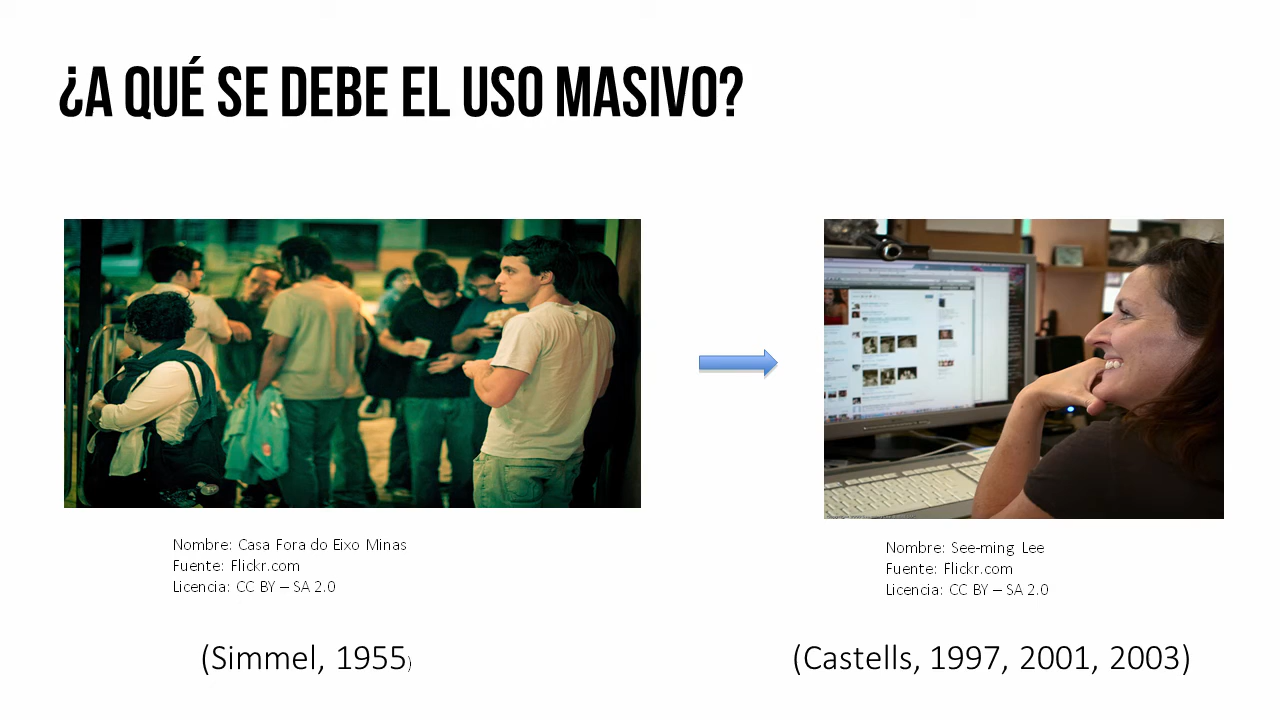 ¿A QUÉ SE DEBE EL USO MASIVO?
Nombre: Casa Fora do Eixo Minas
Fuente: Flickr.com
Licencia: CC BY – SA 2.0
Nombre: See-ming Lee
Fuente: Flickr.com
Licencia: CC BY – SA 2.0
(Simmel, 1955)
(Castells, 1997, 2001, 2003)